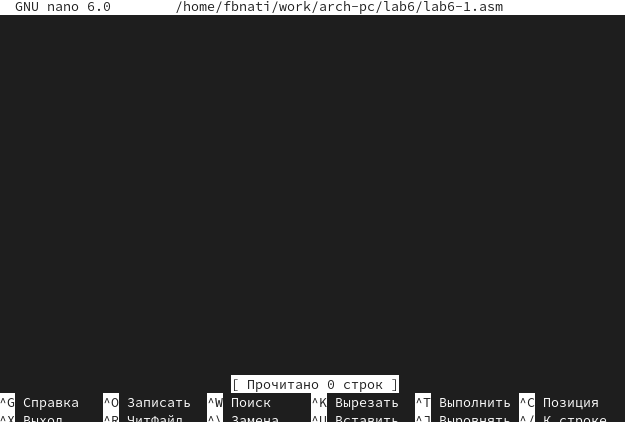 GNU nano 6.0 /home/fbnati/work/arch-pc/lab6/lab6-1.asm
[ Прочитано 0 строк ]
^G Справка ^O Записать ^W Поиск ^K Вырезать ^T Выполнить ^C Позиция
^X Выход ^R ЧитФайл ^\ Замена ^U Вставить ^J Выровнять ^/ К строке